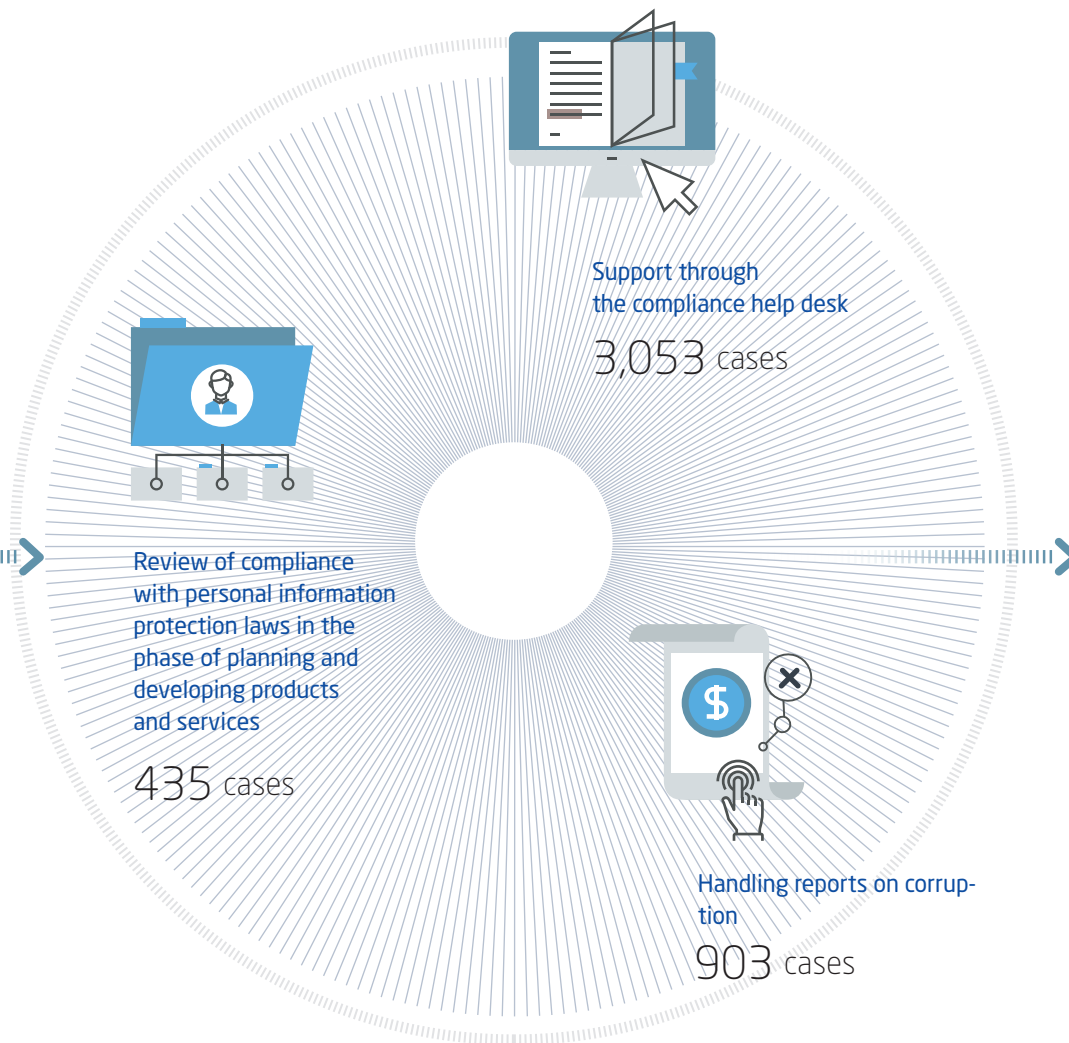 Support through
the compliance help desk
3,053 cases
Review of compliance
with personal information
protection laws in the
phase of planning and
developing products
and services
435 cases
$
Handling reports on corrup-
tion
903 cases